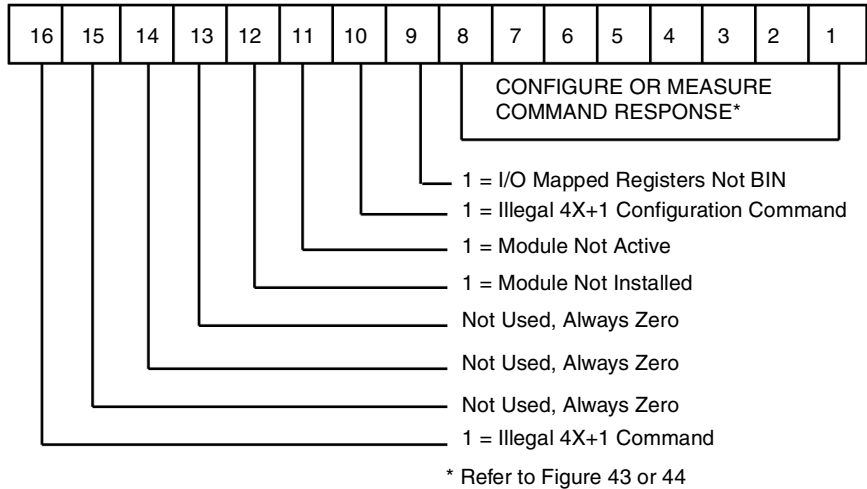 16 15 14 13 12 11 10 9 8 7 6 5 4 3 2 1
CONFIGURE OR MEASURE
COMMAND RESPONSE*
1 = I/O Mapped Registers Not BIN
1 = Illegal 4X+1 Configuration Command
1 = Module Not Active
1 = Module Not Installed
Not Used, Always Zero
Not Used, Always Zero
Not Used, Always Zero
1 = Illegal 4X+1 Command
* Refer to Figure 43 or 44